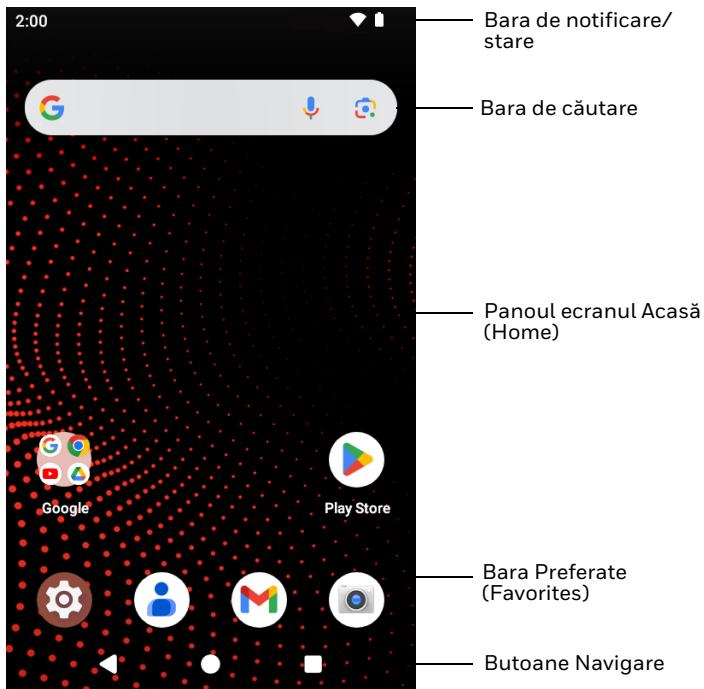 2:00
Bara de notificare/
stare
Bara de căutare
Panoul ecranul Acasă
(Home)
Google
Play Store
Bara Preferate
(Favorites)
Butoane Navigare